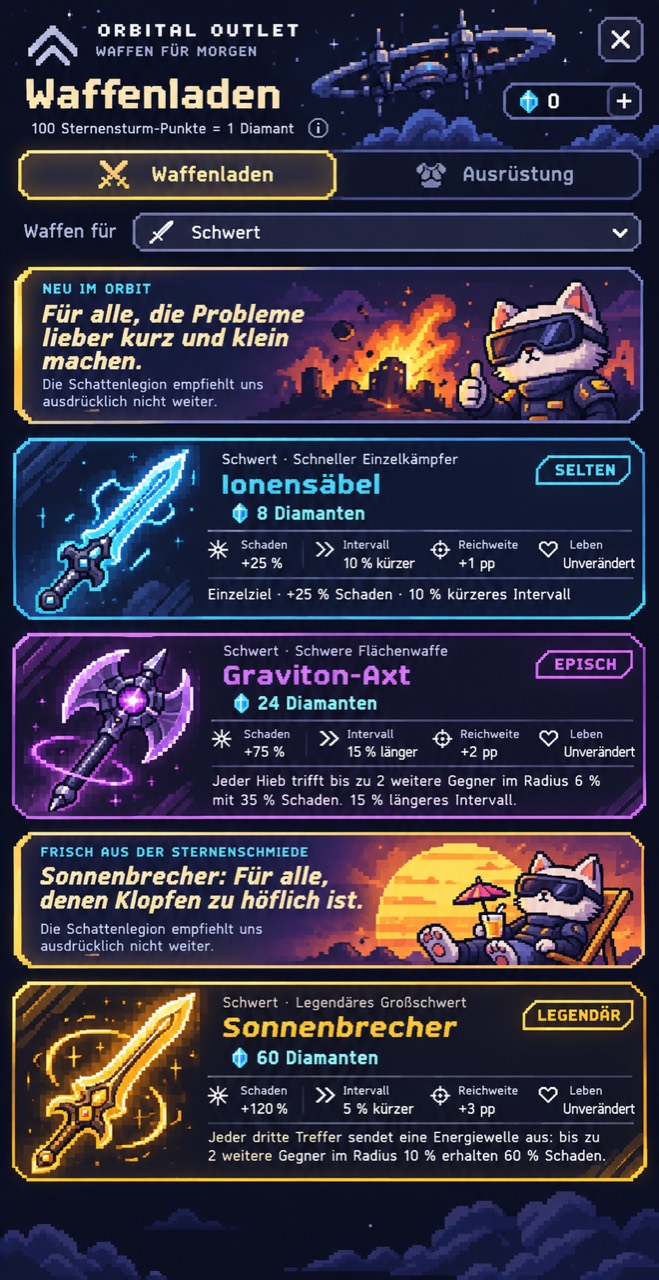 ORBITAL OUTLET
WAFFEN FÜR MORGEN
Waffenladen
0 +
100 Sternensturm-Punkte = 1 Diamant i
Waffenladen Ausrüstung
Waffen für Schwert
NEU IM ORBIT
Für alle, die Probleme
lieber kurz und klein
machen.
Die Schattenlegion empfiehlt uns
ausdrücklich nicht weiter.
Schwert · Schneller Einzelkämpfer
SELTEN
Ionensäbel
8 Diamanten
Schaden Intervall Reichweite Leben
+25 % 10 % kürzer +1 pp Unverändert
Einzelziel · +25 % Schaden · 10 % kürzeres Intervall
Schwert · Schwere Flächenwaffe
EPISCH
Graviton-Axt
24 Diamanten
Schaden Intervall Reichweite Leben
+75 % 15 % länger +2 pp Unverändert
Jeder Hieb trifft bis zu 2 weitere Gegner im Radius 6 %
mit 35 % Schaden. 15 % längeres Intervall.
FRISCH AUS DER STERNENSCHMIEDE
Sonnenbrecher: Für alle,
denen Klopfen zu höflich ist.
Die Schattenlegion empfiehlt uns
ausdrücklich nicht weiter.
Schwert · Legendäres Großschwert
LEGENDÄR
Sonnenbrecher
60 Diamanten
Schaden Intervall Reichweite Leben
+120 % 5 % kürzer +3 pp Unverändert
Jeder dritte Treffer sendet eine Energiewelle aus: bis zu
2 weitere Gegner im Radius 10 % erhalten 60 % Schaden.